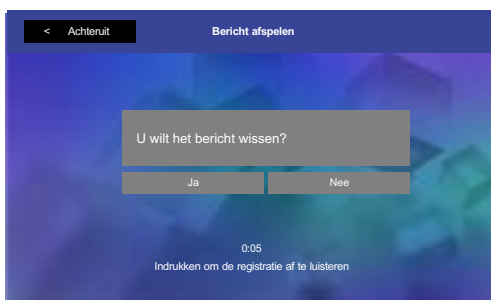 < Achteruit
Bericht afspelen
U wilt het bericht wissen?
Ja
Nee
0:05
Indrukken om de registratie af te luisteren